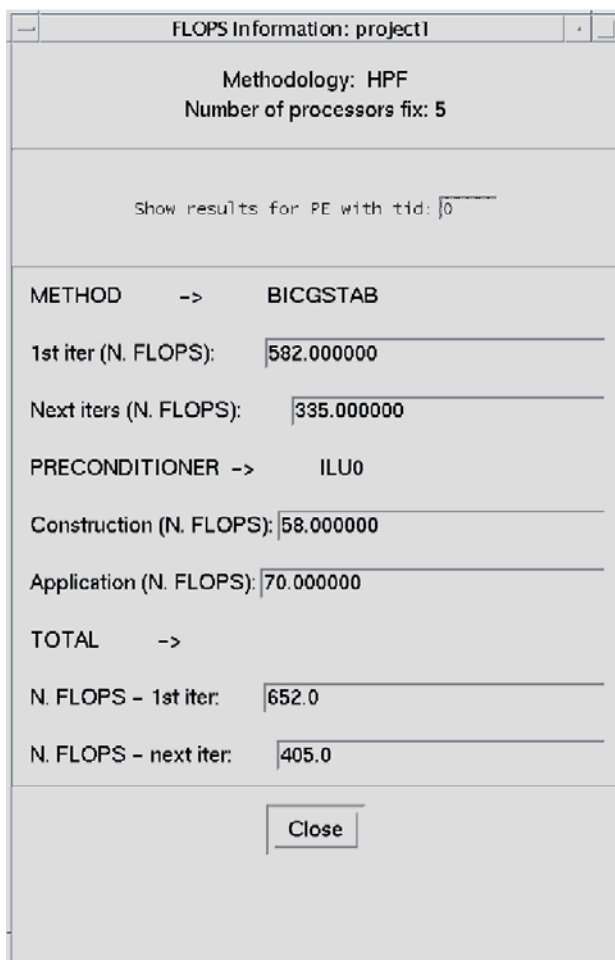 FLOPS Information: project1
Methodology: HPF
Number of processors fix: 5
Show results for PE with tid: 0
METHOD -> BICGSTAB
1st iter (N. FLOPS): 582.000000
Next iters (N. FLOPS): 335.000000
PRECONDITIONER -> ILU0
Construction (N. FLOPS): 58.000000
Application (N. FLOPS): 70.000000
TOTAL ->
N. FLOPS – 1st iter: 652.0
N. FLOPS – next iter: 405.0
Close